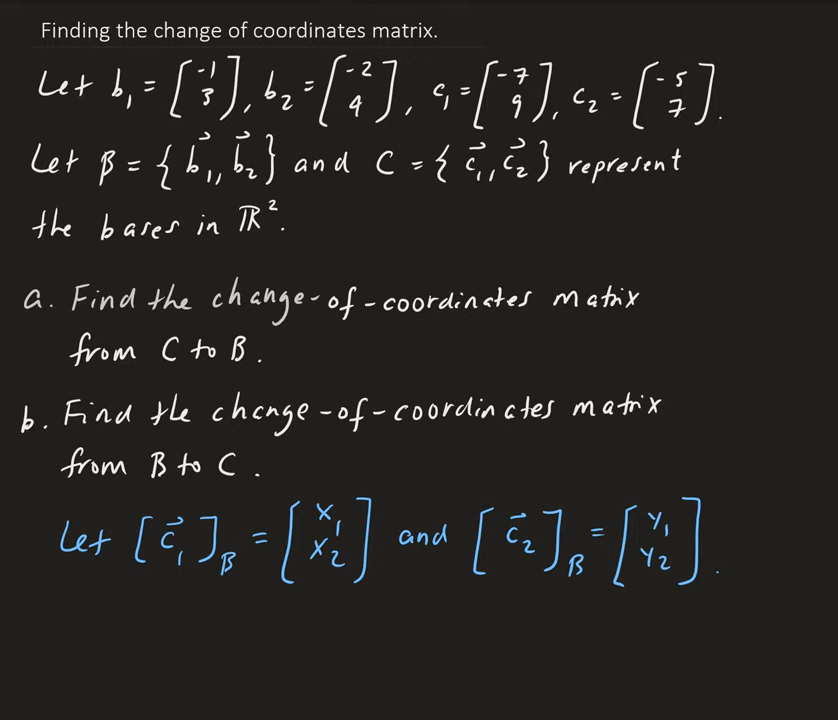 Finding the change of coordinates matrix.
Let b₁ = [-1 3], b₂ = [-2 4], c₁ = [-7 9], c₂ = [-5 7].
Let β = { b⃗₁, b⃗₂ } and C = { c⃗₁, c⃗₂ } represent
the bases in ℝ².
a. Find the change-of-coordinates matrix
from C to B.
b. Find the change-of-coordinates matrix
from B to C.
Let [c⃗₁]_B = [x₁ x₂] and [c⃗₂]_B = [y₁ y₂].